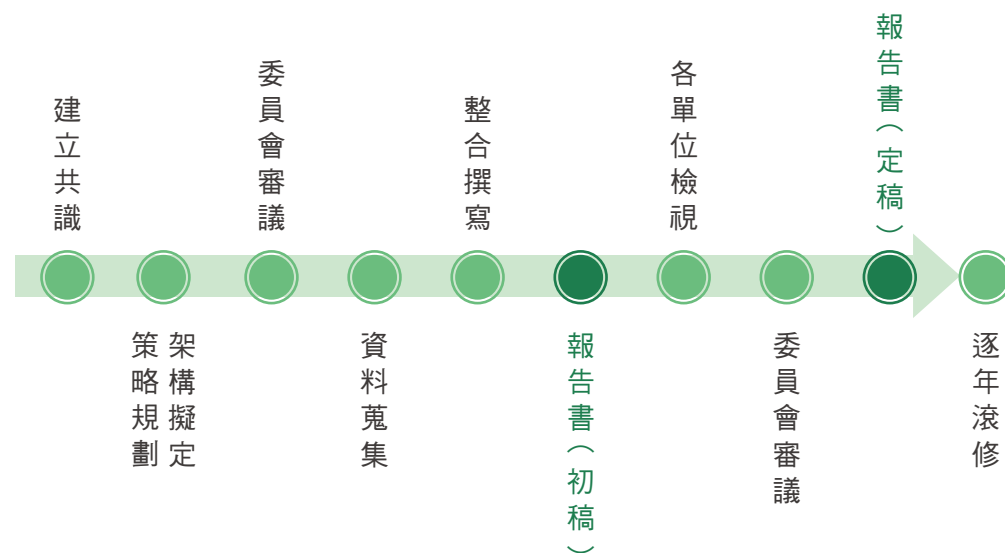 建立共識
架構擬定
策略規劃
委員會審議
資料蒐集
整合撰寫
報告書（初稿）
各單位檢視
委員會審議
報告書（定稿）
逐年滾修